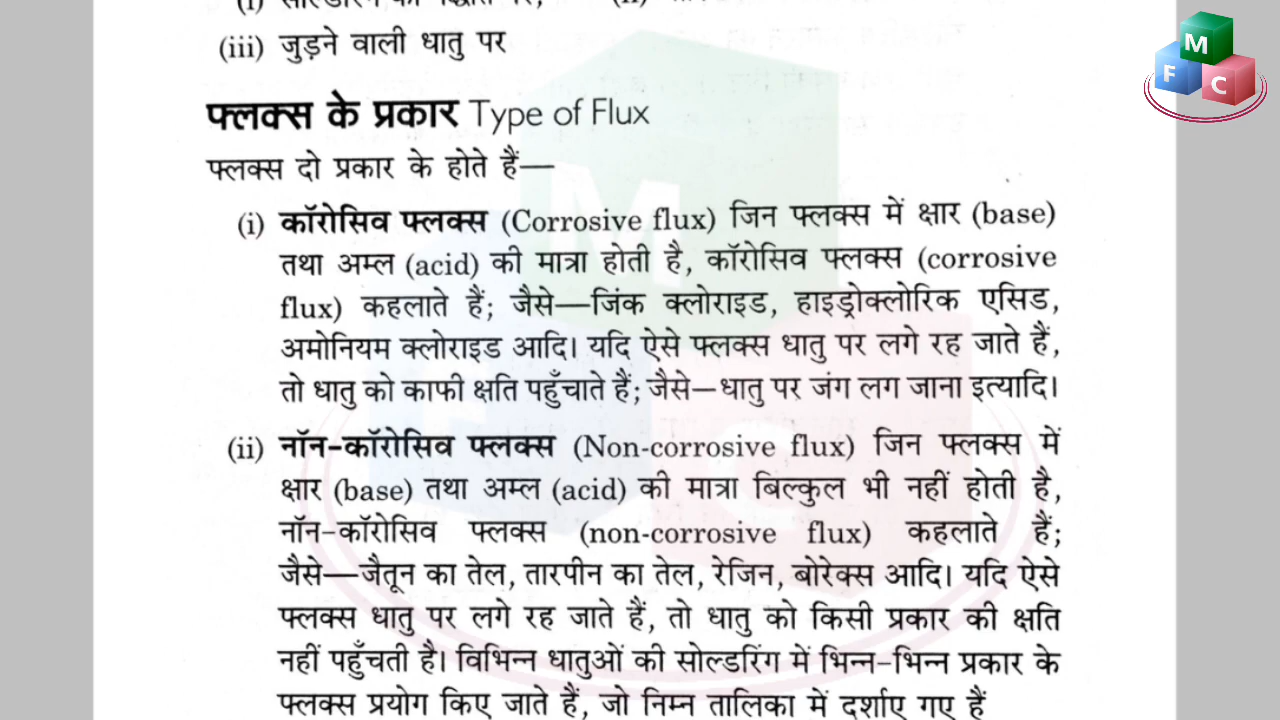 (iii) जुड़ने वाली धातु पर
M
F
C
फ्लक्स के प्रकार Type of Flux
फ्लक्स दो प्रकार के होते हैं—
(i) कॉरोसिव फ्लक्स (Corrosive flux) जिन फ्लक्स में क्षार (base)
तथा अम्ल (acid) की मात्रा होती है, कॉरोसिव फ्लक्स (corrosive
flux) कहलाते हैं; जैसे—जिंक क्लोराइड, हाइड्रोक्लोरिक एसिड,
अमोनियम क्लोराइड आदि। यदि ऐसे फ्लक्स धातु पर लगे रह जाते हैं,
तो धातु को काफी क्षति पहुँचाते हैं; जैसे—धातु पर जंग लग जाना इत्यादि।
(ii) नॉन-कॉरोसिव फ्लक्स (Non-corrosive flux) जिन फ्लक्स में
क्षार (base) तथा अम्ल (acid) की मात्रा बिल्कुल भी नहीं होती है,
नॉन-कॉरोसिव फ्लक्स (non-corrosive flux) कहलाते हैं;
जैसे—जैतून का तेल, तारपीन का तेल, रेजिन, बोरेक्स आदि। यदि ऐसे
फ्लक्स धातु पर लगे रह जाते हैं, तो धातु को किसी प्रकार की क्षति
नहीं पहुँचती है। विभिन्न धातुओं की सोल्डरिंग में भिन्न-भिन्न प्रकार के
फ्लक्स प्रयोग किए जाते हैं, जो निम्न तालिका में दर्शाए गए हैं